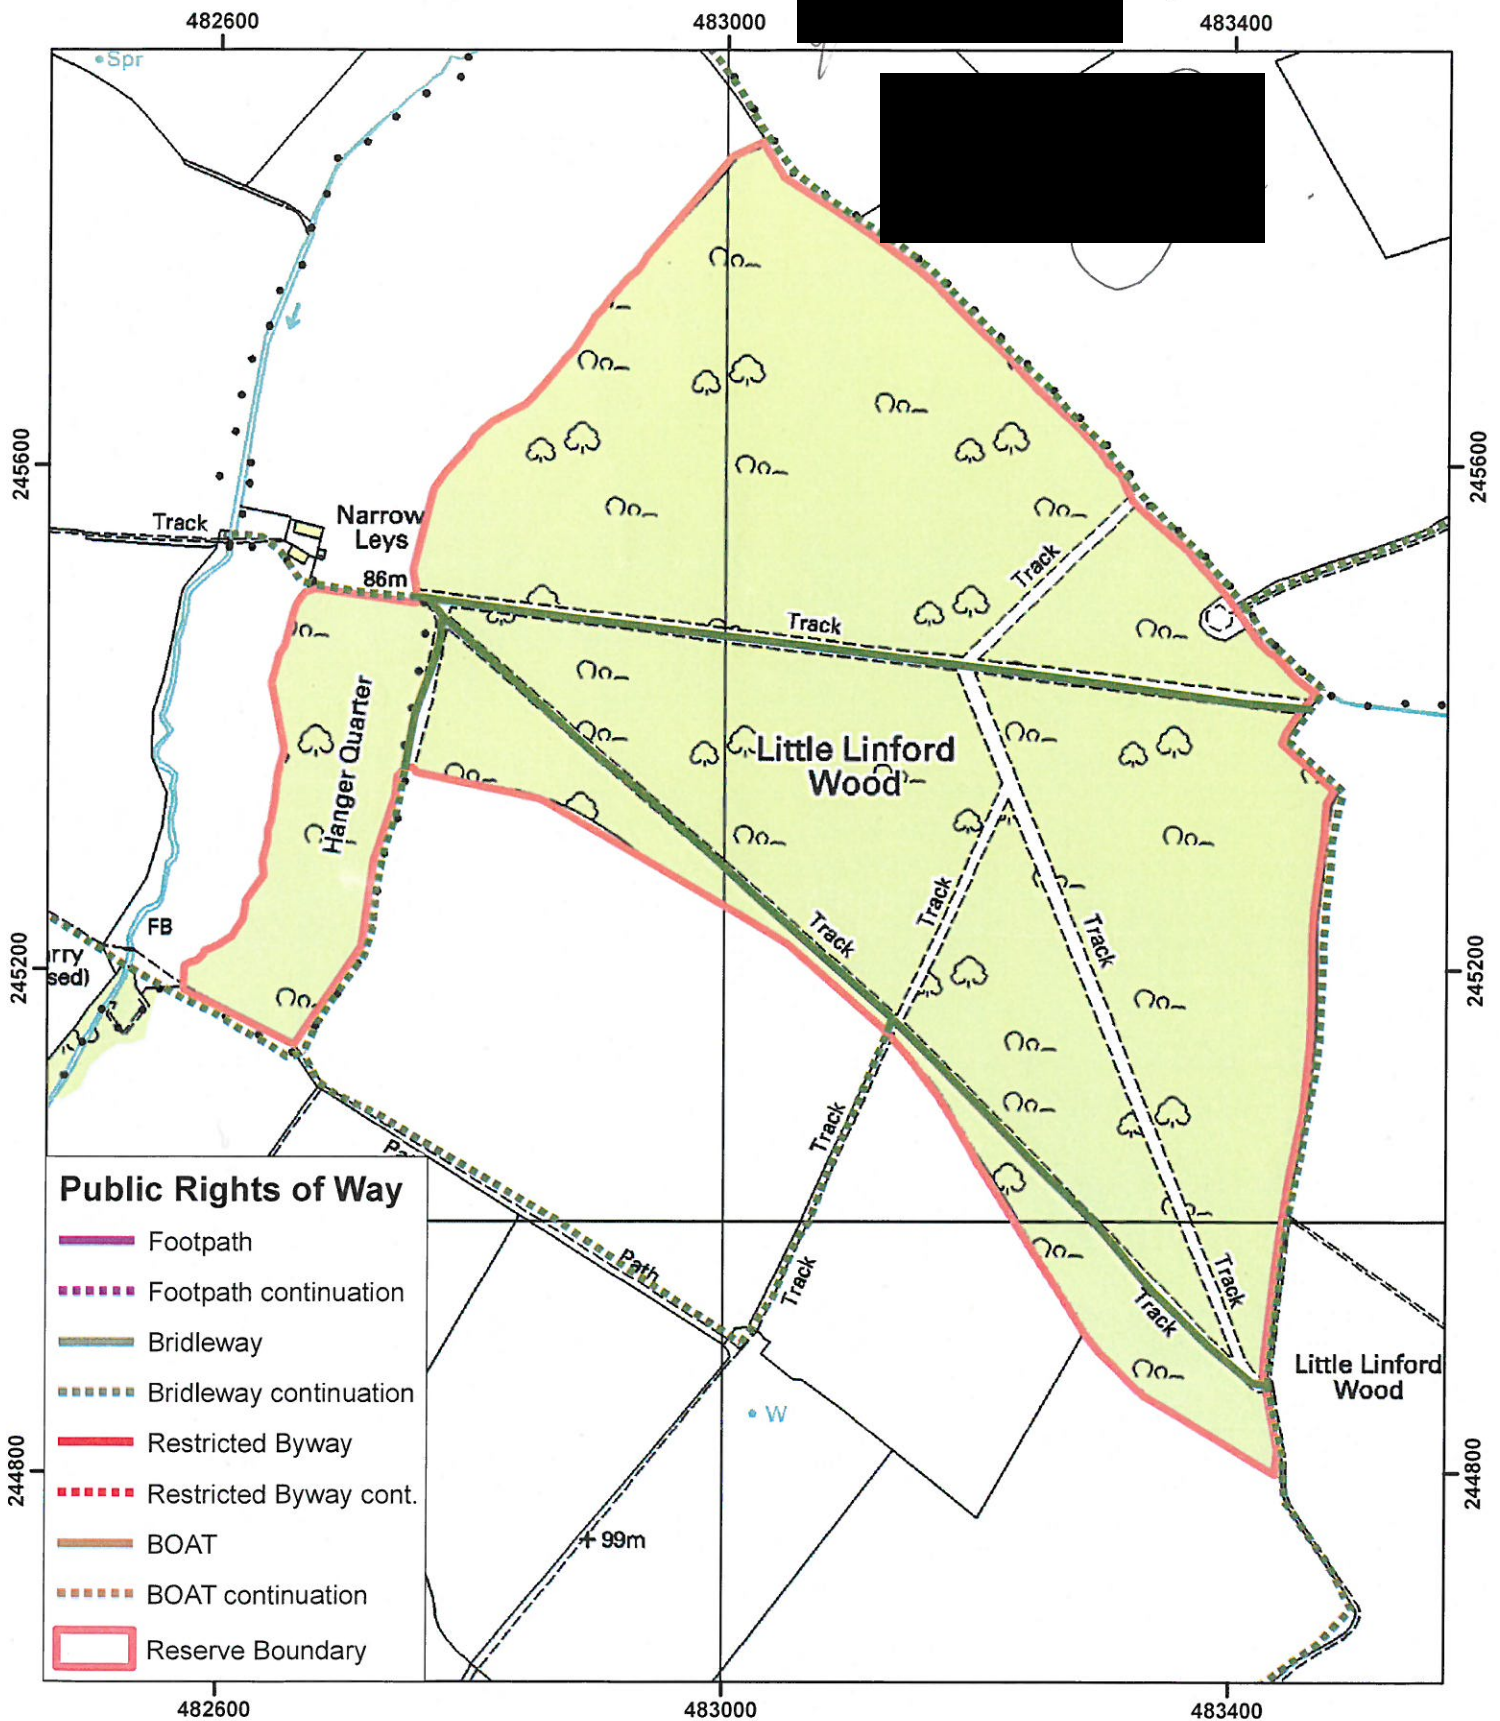 482600
483000
483400
Spr
245600
245600
Track
Narrow
Leys
86m
Track
Track
Hanger Quarter
Little Linford
Wood
Track
Track
Track
FB
rry
sed)
245200
245200
Track
Track
Path
Track
Track
Little Linford
Wood
W
99m
244800
244800
Public Rights of Way
Footpath
Footpath continuation
Bridleway
Bridleway continuation
Restricted Byway
Restricted Byway cont.
BOAT
BOAT continuation
Reserve Boundary
482600
483000
483400